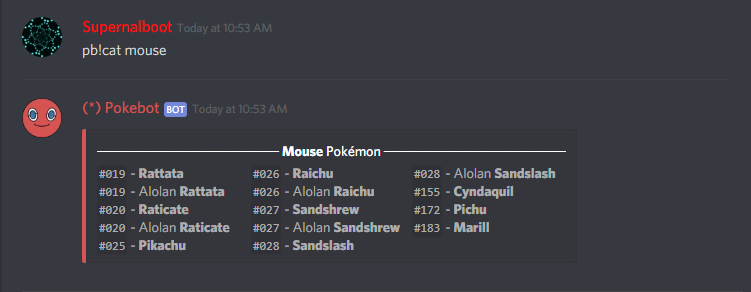 Supernalboot Today at 10:53 AM
pb!cat mouse
(*) Pokebot BOT Today at 10:53 AM
Mouse Pokémon
#019 - Rattata
#019 - Alolan Rattata
#020 - Raticate
#020 - Alolan Raticate
#025 - Pikachu
#026 - Raichu
#026 - Alolan Raichu
#027 - Sandshrew
#027 - Alolan Sandshrew
#028 - Sandslash
#028 - Alolan Sandslash
#155 - Cyndaquil
#172 - Pichu
#183 - Marill